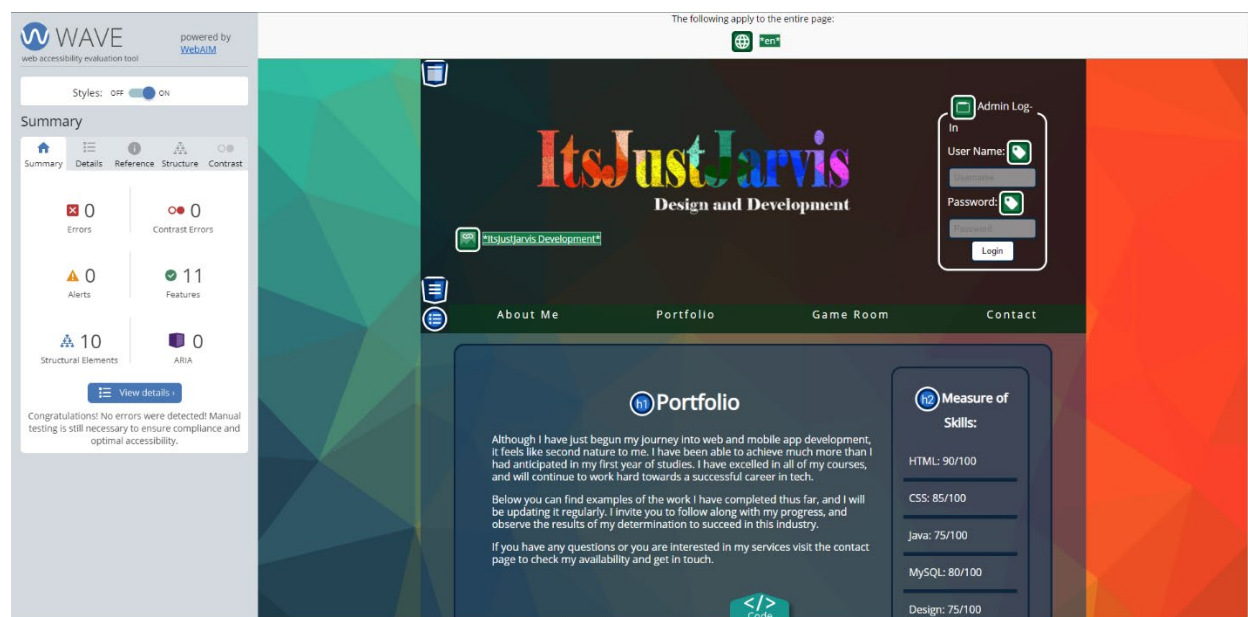 WAVE
powered by
WebAIM
web accessibility evaluation tool
Styles: OFF ON
Summary
Summary Details Reference Structure Contrast
0
Errors
0
Contrast Errors
0
Alerts
11
Features
10
Structural Elements
0
ARIA
View details ›
Congratulations! No errors were detected! Manual
testing is still necessary to ensure compliance and
optimal accessibility.
The following apply to the entire page:
*en*
ItsJustJarvis
Design and Development
*ItsJustJarvis Development*
Admin Log-
In
User Name:
Username
Password:
Password
Login
About Me Portfolio Game Room Contact
h1 Portfolio
Although I have just begun my journey into web and mobile app development,
it feels like second nature to me. I have been able to achieve much more than I
had anticipated in my first year of studies. I have excelled in all of my courses,
and will continue to work hard towards a successful career in tech.
Below you can find examples of the work I have completed thus far, and I will
be updating it regularly. I invite you to follow along with my progress, and
observe the results of my determination to succeed in this industry.
If you have any questions or you are interested in my services visit the contact
page to check my availability and get in touch.
</>
Code
h2 Measure of
Skills:
HTML: 90/100
CSS: 85/100
Java: 75/100
MySQL: 80/100
Design: 75/100